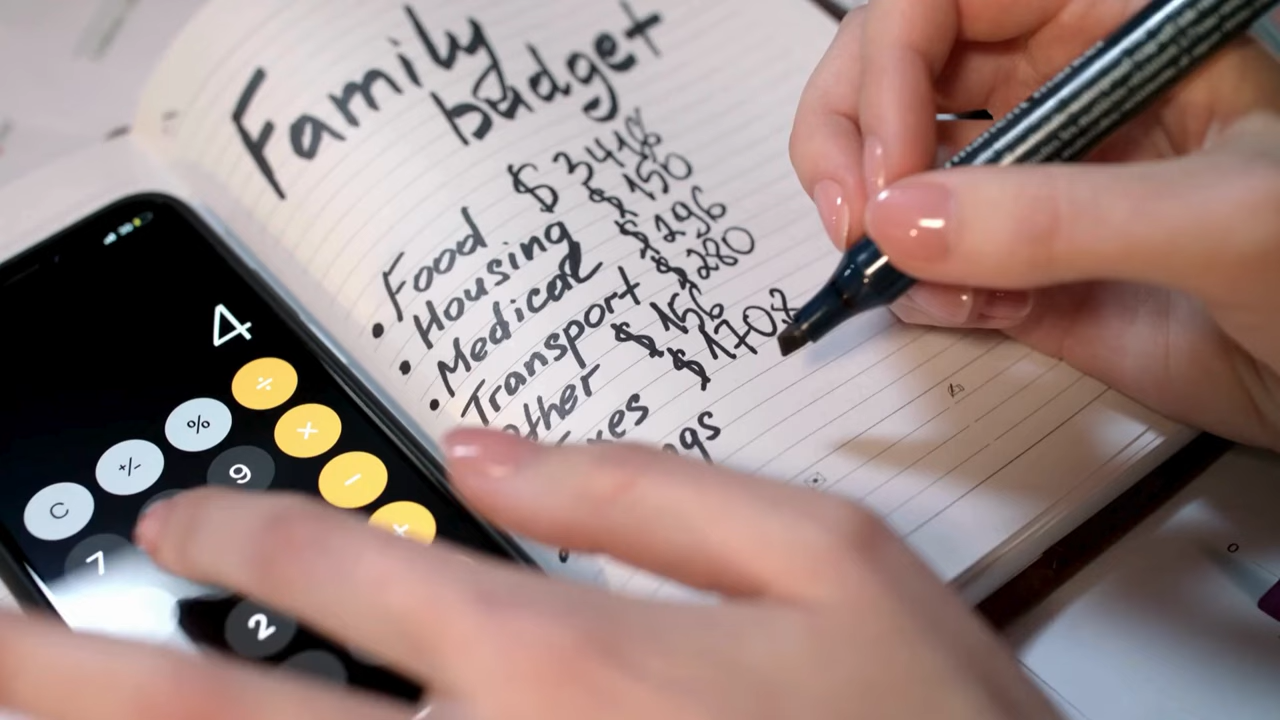 Family
budget
• Food $ 3418
• Housing $ 150
• Medical $ 296
Transport $ 280
other $ 156
$ 1708
4
÷
% ×
+/- 9 −
C +
7
2